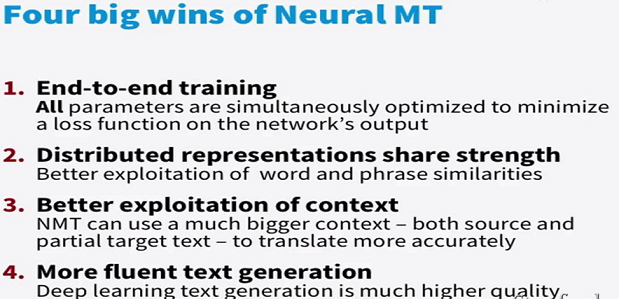 Four big wins of Neural MT
1. End-to-end training
All parameters are simultaneously optimized to minimize
a loss function on the network's output
2. Distributed representations share strength
Better exploitation of word and phrase similarities
3. Better exploitation of context
NMT can use a much bigger context – both source and
partial target text – to translate more accurately
4. More fluent text generation
Deep learning text generation is much higher quality